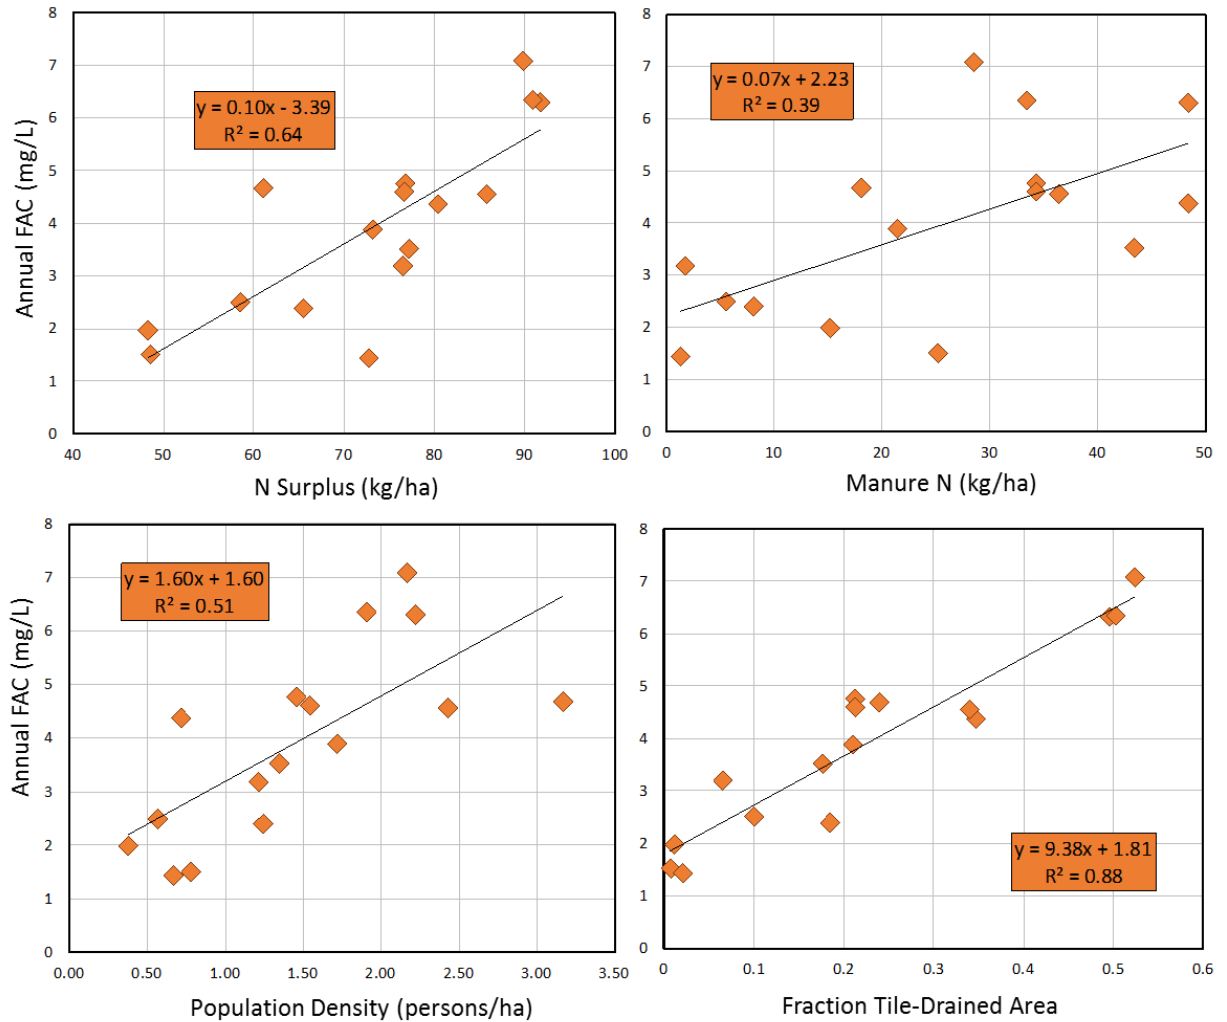 8
7
6
5
4
3
2
1
0
Annual FAC (mg/L)
y = 0.10x - 3.39
R² = 0.64
40 50 60 70 80 90 100
N Surplus (kg/ha)
8
7
6
5
4
3
2
1
0
y = 0.07x + 2.23
R² = 0.39
0 10 20 30 40 50
Manure N (kg/ha)
8
7
6
5
4
3
2
1
0
Annual FAC (mg/L)
y = 1.60x + 1.60
R² = 0.51
0.00 0.50 1.00 1.50 2.00 2.50 3.00 3.50
Population Density (persons/ha)
8
7
6
5
4
3
2
1
0
y = 9.38x + 1.81
R² = 0.88
0 0.1 0.2 0.3 0.4 0.5 0.6
Fraction Tile-Drained Area